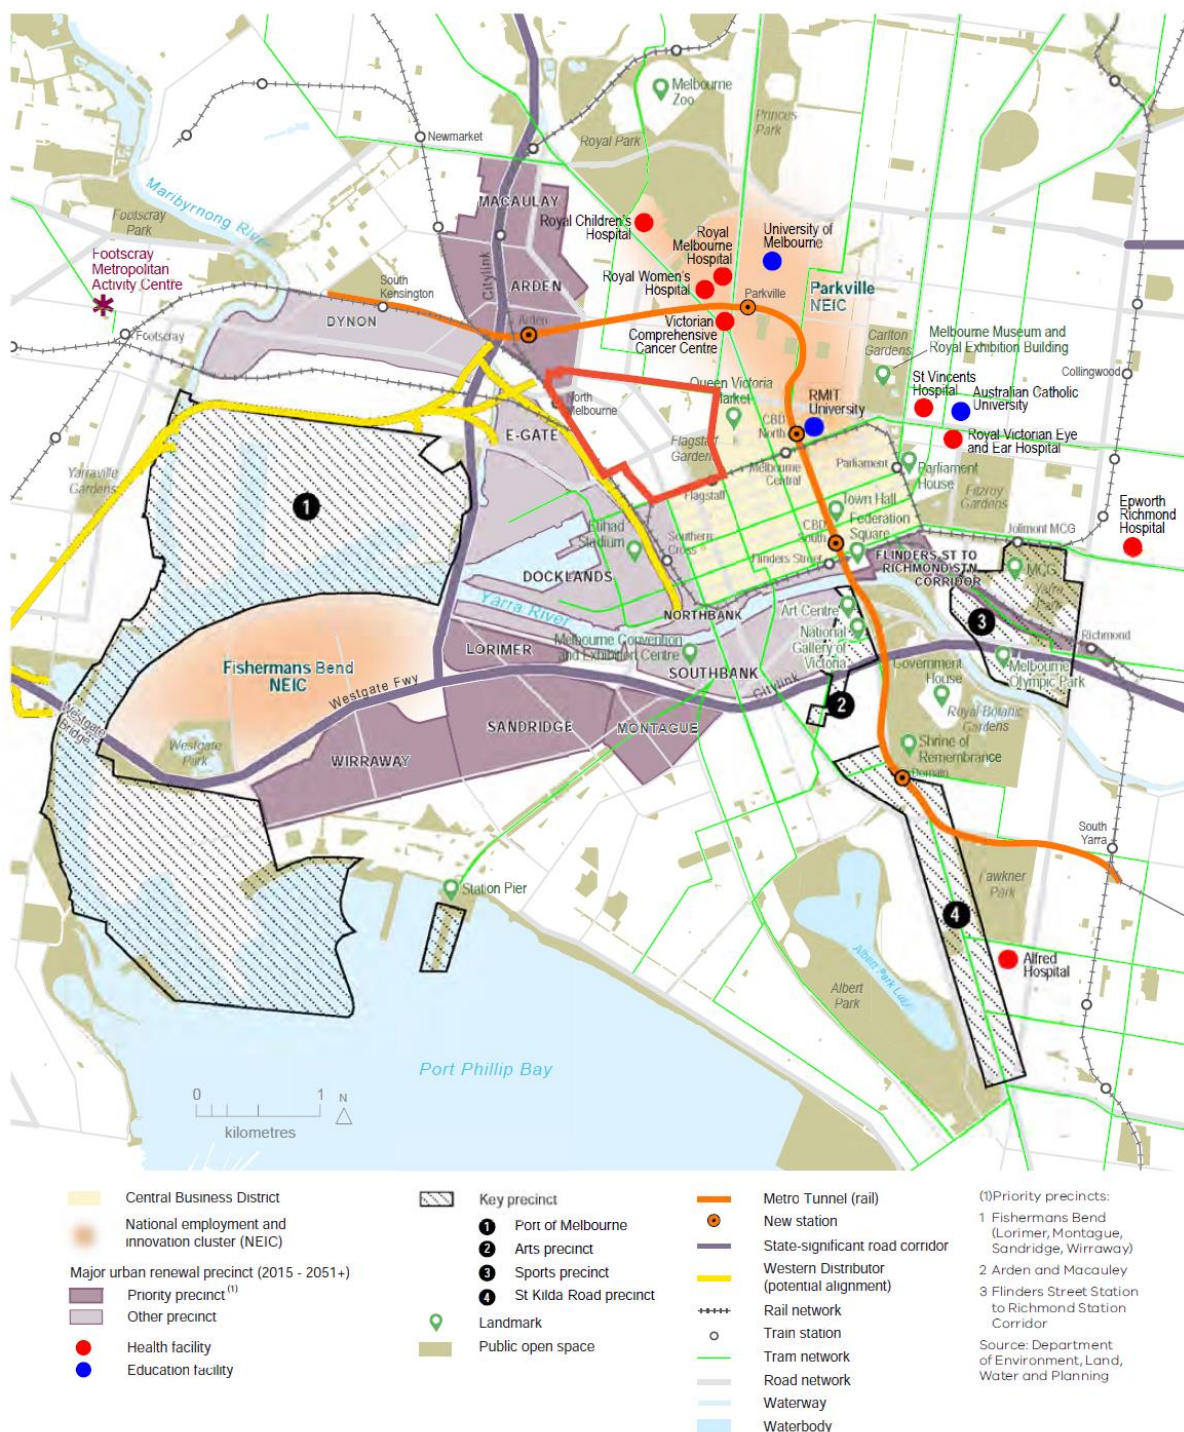 Melbourne
Zoo
Princes
Park
Royal Park
Newmarket
Maribyrnong River
Footscray
Park
MACAULAY
Royal Children's
Hospital
Royal
Melbourne
Hospital
University of
Melbourne
Footscray
Metropolitan
Activity Centre
Citylink
ARDEN
Royal Women's
Hospital
South
Kensington
Parkville
Parkville
NEIC
DYNON
Arden
Footscray
Victorian
Comprehensive
Cancer Centre
Carlton
Gardens
Melbourne Museum and
Royal Exhibition Building
Collingwood
St Vincents
Hospital
Australian Catholic
University
Queen Victoria
Market
RMIT
University
North
Melbourne
CBD
North
E-GATE
Flagstaff
Gardens
Royal Victorian Eye
and Ear Hospital
Yarraville
Gardens
Melbourne
Central
Parliament
Parliament
House
Fitzroy
Gardens
Flagstaff
1
Town Hall
Federation
Square
Epworth
Richmond
Hospital
Etihad
Stadium
Southern
Cross
CBD
South
Jolimont MCG
Flinders Street
FLINDERS ST TO
RICHMOND STN
CORRIDOR
DOCKLANDS
MCG
Yarra
Park
Yarra River
NORTHBANK
Art Centre
3
National
Gallery of
Victoria
Richmond
LORIMER
Melbourne Convention
and Exhibition Centre
Fishermans Bend
NEIC
SOUTHBANK
Citylink
Government
House
Melbourne
Olympic Park
Westgate Fwy
2
Royal Botanic
Gardens
Westgate
Bridge
Westgate
Park
SANDRIDGE
MONTAGUE
WIRRAWAY
Shrine of
Remembrance
Domain
South
Yarra
Station Pier
Fawkner
Park
4
Albert Park Lake
Alfred
Hospital
Albert
Park
Port Phillip Bay
0 1
N
kilometres
Central Business District
National employment and
innovation cluster (NEIC)
Major urban renewal precinct (2015 - 2051+)
Priority precinct (1)
Other precinct
Health facility
Education facility
Key precinct
1 Port of Melbourne
2 Arts precinct
3 Sports precinct
4 St Kilda Road precinct
Landmark
Public open space
Metro Tunnel (rail)
New station
State-significant road corridor
Western Distributor
(potential alignment)
Rail network
Train station
Tram network
Road network
Waterway
Waterbody
(1)Priority precincts:
1 Fishermans Bend
(Lorimer, Montague,
Sandridge, Wirraway)
2 Arden and Macauley
3 Flinders Street Station
to Richmond Station
Corridor
Source: Department
of Environment, Land,
Water and Planning